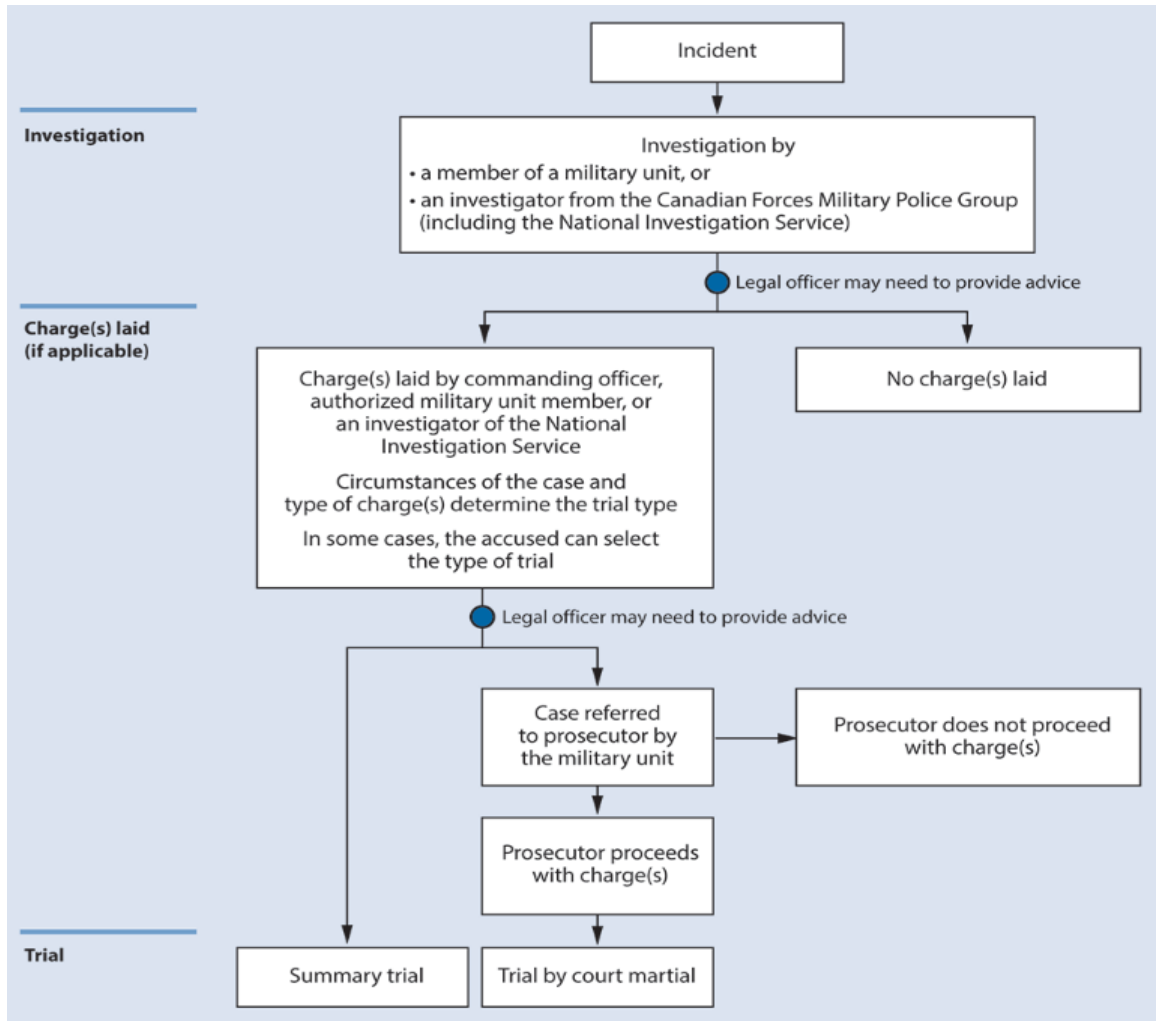 Incident
Investigation
Investigation by
• a member of a military unit, or
• an investigator from the Canadian Forces Military Police Group
(including the National Investigation Service)
Legal officer may need to provide advice
Charge(s) laid
(if applicable)
Charge(s) laid by commanding officer,
authorized military unit member, or
an investigator of the National
Investigation Service
Circumstances of the case and
type of charge(s) determine the trial type
In some cases, the accused can select
the type of trial
No charge(s) laid
Legal officer may need to provide advice
Case referred
to prosecutor by
the military unit
Prosecutor does not proceed
with charge(s)
Prosecutor proceeds
with charge(s)
Trial
Summary trial
Trial by court martial